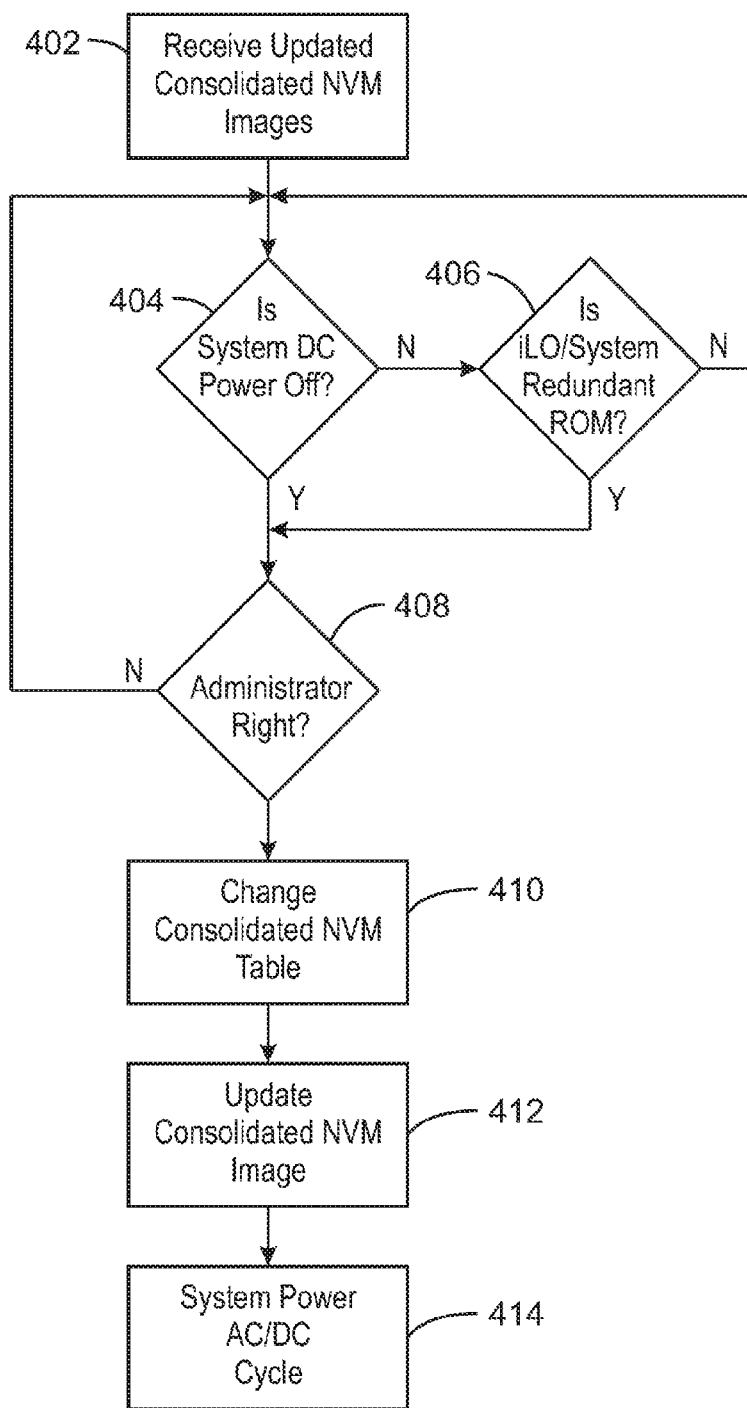 402
Receive Updated
Consolidated NVM
Images
404
Is
System DC
Power Off?
N
Y
406
Is
iLO/System
Redundant
ROM?
N
Y
408
Administrator
Right?
N
Change
Consolidated NVM
Table
410
Update
Consolidated NVM
Image
412
System Power
AC/DC
Cycle
414